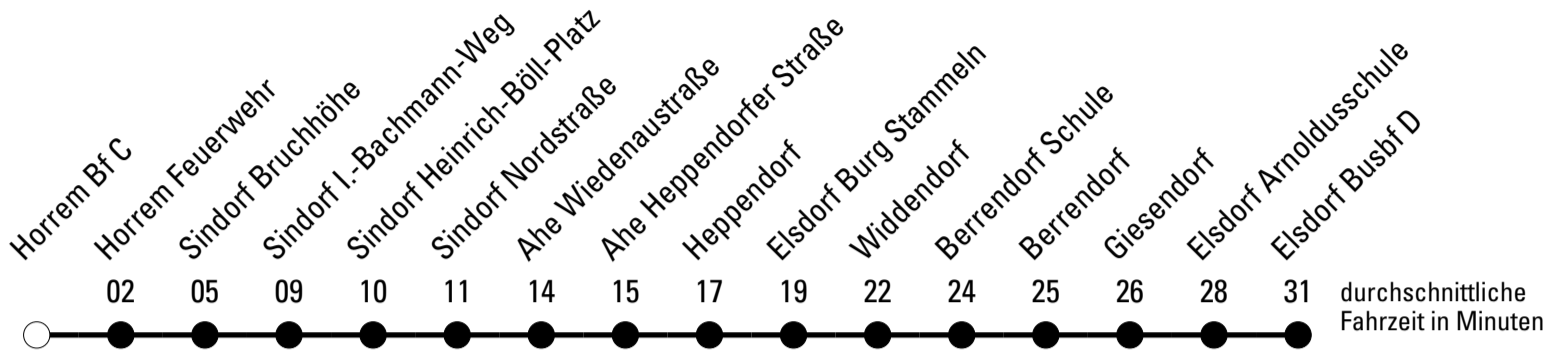 Horrem Bf C
Horrem Feuerwehr
Sindorf Bruchhöhe
Sindorf I.-Bachmann-Weg
Sindorf Heinrich-Böll-Platz
Sindorf Nordstraße
Ahe Wiedenaustraße
Ahe Heppendorfer Straße
Heppendorf
Elsdorf Burg Stammeln
Widdendorf
Berrendorf Schule
Berrendorf
Giesendorf
Elsdorf Arnoldusschule
Elsdorf Busbf D
02 05 09 10 11 14 15 17 19 22 24 25 26 28 31
durchschnittliche
Fahrzeit in Minuten